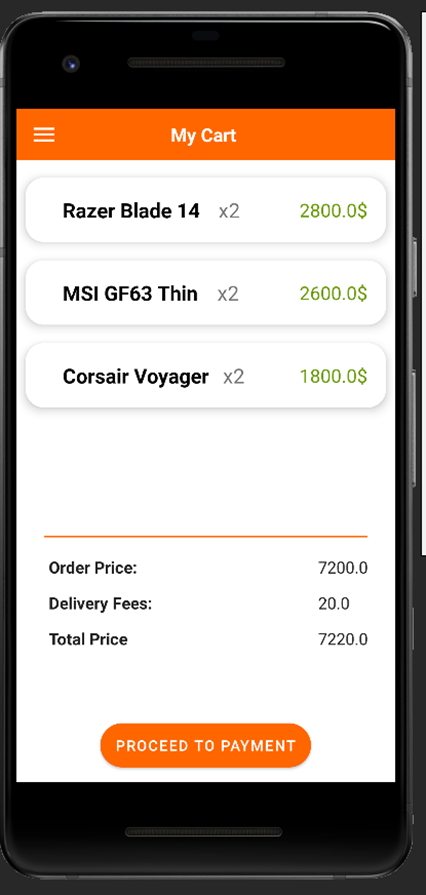 My Cart
Razer Blade 14 x2 2800.0$
MSI GF63 Thin x2 2600.0$
Corsair Voyager x2 1800.0$
Order Price: 7200.0
Delivery Fees: 20.0
Total Price 7220.0
PROCEED TO PAYMENT